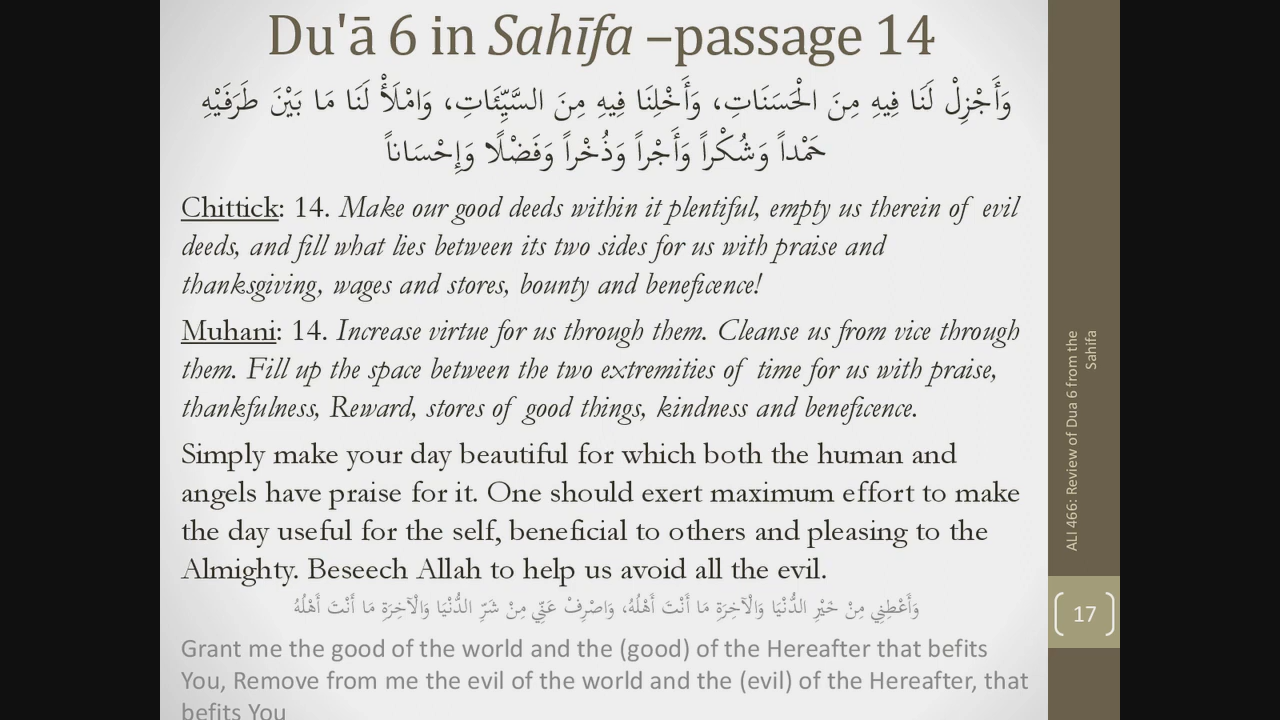 Du'ā 6 in Sahīfa –passage 14
وَأَجْزِلْ لَنَا فِيهِ مِنَ الْحَسَنَاتِ، وَأَخْلِنَا فِيهِ مِنَ السَّيِّئَاتِ، وَامْلَأْ لَنَا مَا بَيْنَ طَرَفَيْهِ
حَمْداً وَشُكْراً وَأَجْراً وَذُخْراً وَفَضْلًا وَإِحْسَاناً
Chittick: 14. Make our good deeds within it plentiful, empty us therein of evil
deeds, and fill what lies between its two sides for us with praise and
thanksgiving, wages and stores, bounty and beneficence!
Muhani: 14. Increase virtue for us through them. Cleanse us from vice through
them. Fill up the space between the two extremities of time for us with praise,
thankfulness, Reward, stores of good things, kindness and beneficence.
Simply make your day beautiful for which both the human and
angels have praise for it. One should exert maximum effort to make
the day useful for the self, beneficial to others and pleasing to the
Almighty. Beseech Allah to help us avoid all the evil.
وَأَعْطِنِي مِنْ خَيْرِ الدُّنْيَا وَالْآخِرَةِ مَا أَنْتَ أَهْلُهُ، وَاصْرِفْ عَنِّي مِنْ شَرِّ الدُّنْيَا وَالْآخِرَةِ مَا أَنْتَ أَهْلُهُ
Grant me the good of the world and the (good) of the Hereafter that befits
You, Remove from me the evil of the world and the (evil) of the Hereafter, that
befits You
ALI 466: Review of Dua 6 from the
Sahifa
17